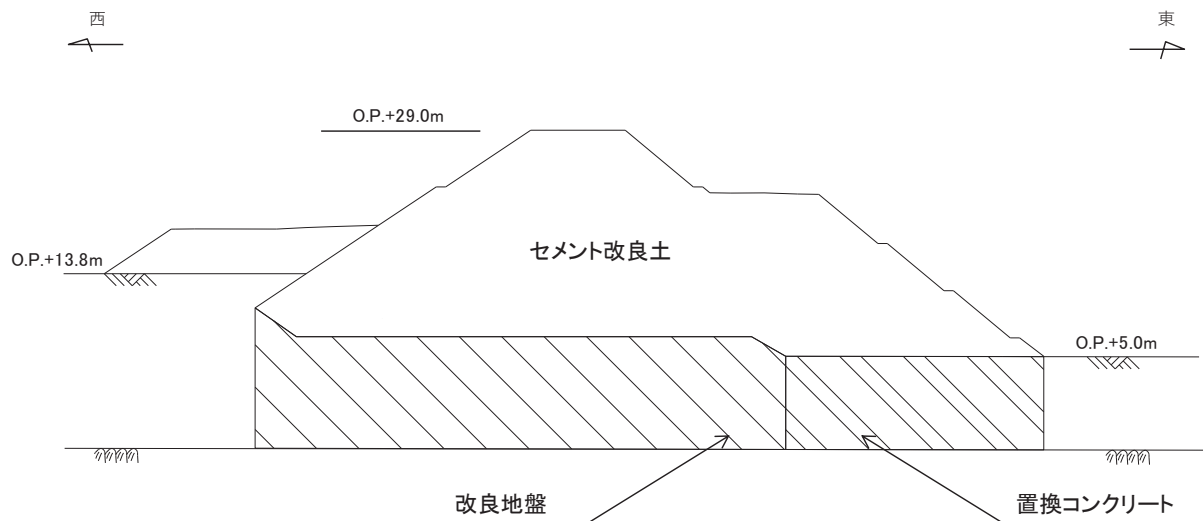 西
東
O.P.+29.0m
セメント改良土
O.P.+13.8m
O.P.+5.0m
改良地盤
置換コンクリート